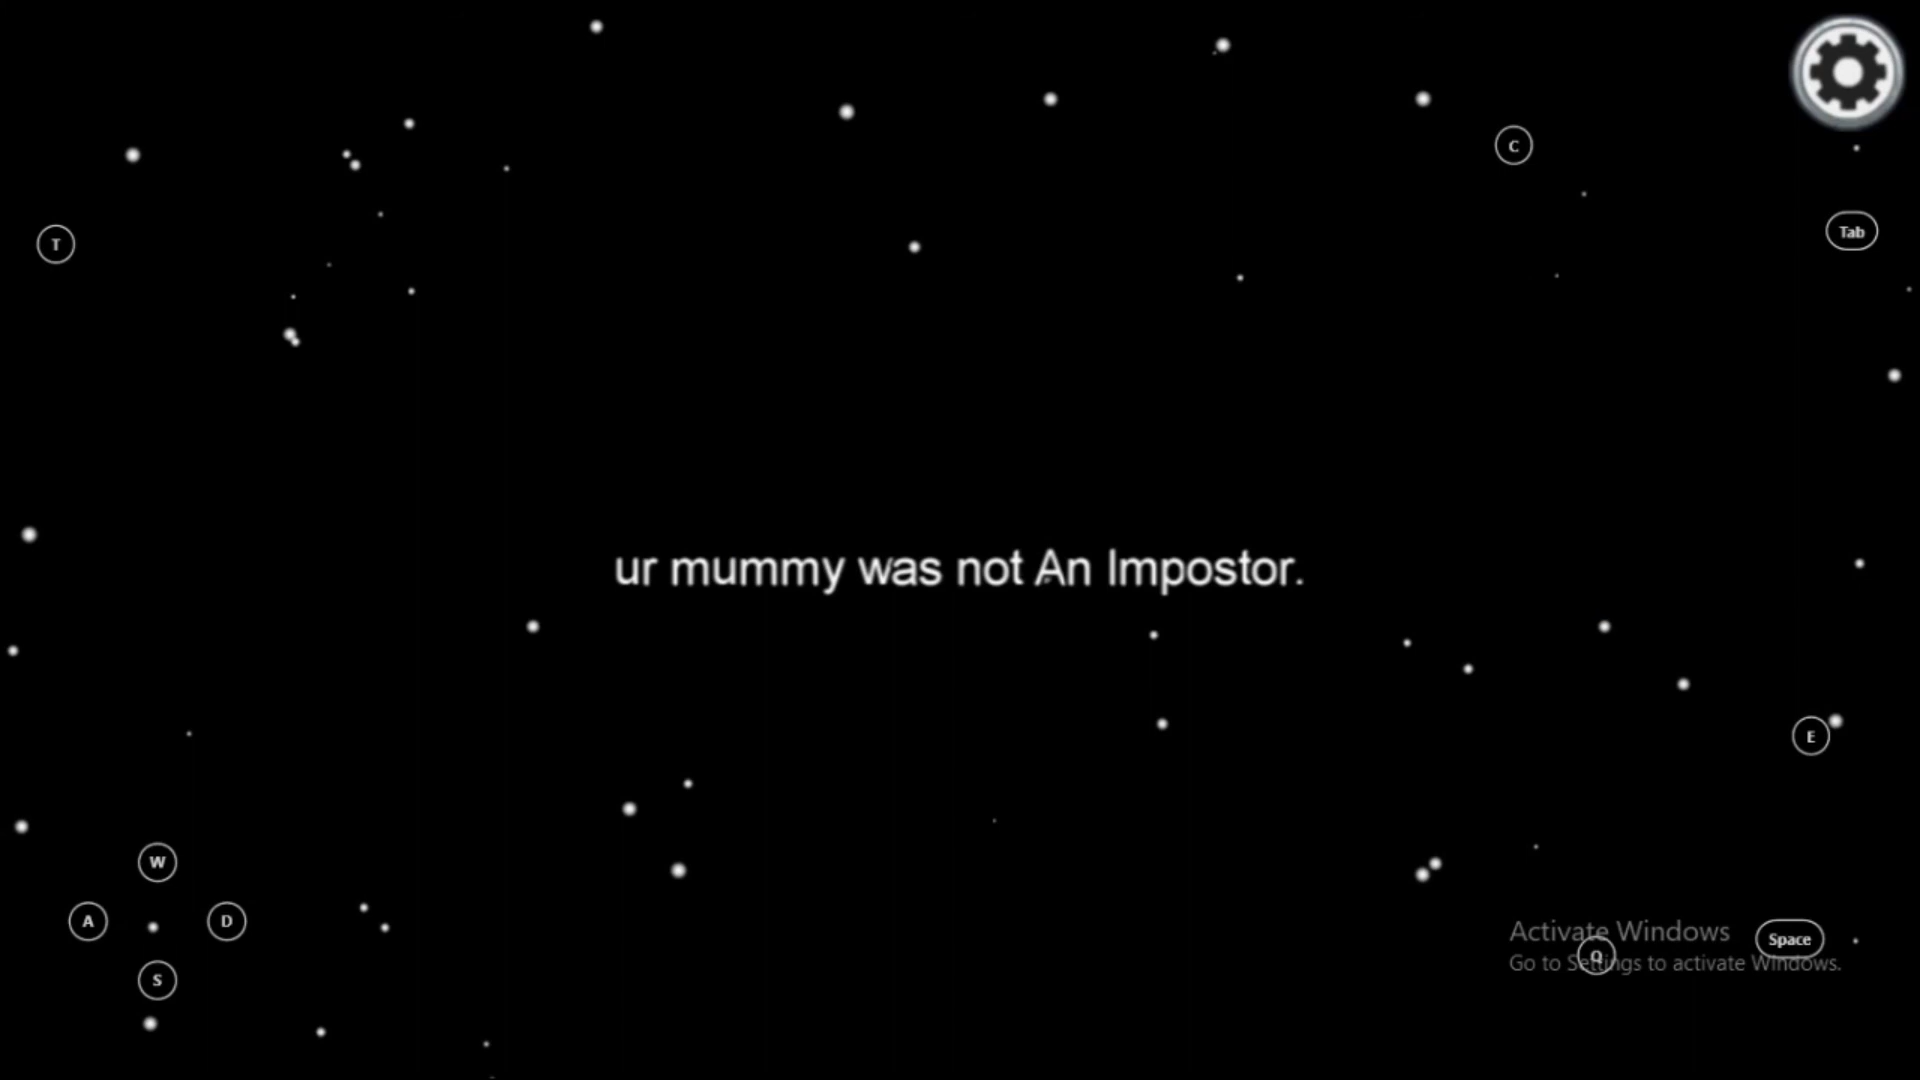 C
T
Tab
ur mummy was not An Impostor.
E
W
A
D
Activate Windows
Space
Q
Go to Settings to activate Windows.
S